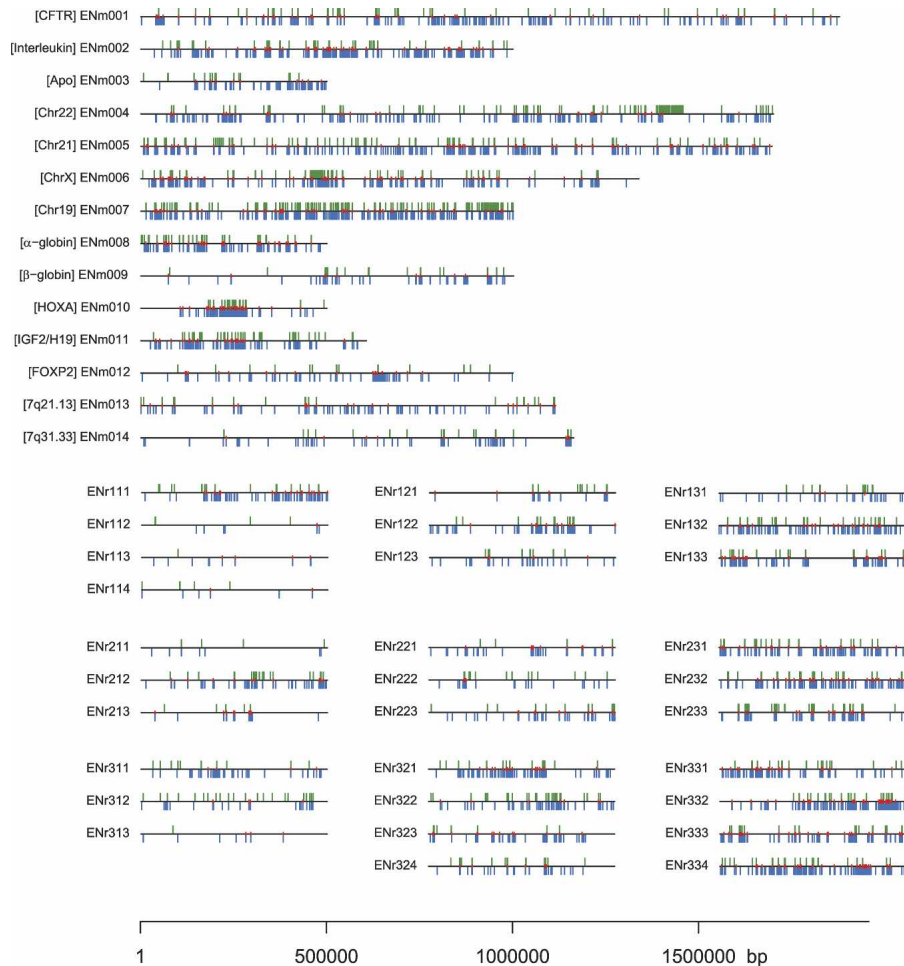 [CFTR] ENm001
[Interleukin] ENm002
[Apo] ENm003
[Chr22] ENm004
[Chr21] ENm005
[ChrX] ENm006
[Chr19] ENm007
[α−globin] ENm008
[β−globin] ENm009
[HOXA] ENm010
[IGF2/H19] ENm011
[FOXP2] ENm012
[7q21.13] ENm013
[7q31.33] ENm014
ENr111 ENr121 ENr131
ENr112 ENr122 ENr132
ENr113 ENr123 ENr133
ENr114
ENr211 ENr221 ENr231
ENr212 ENr222 ENr232
ENr213 ENr223 ENr233
ENr311 ENr321 ENr331
ENr312 ENr322 ENr332
ENr313 ENr323 ENr333
ENr324 ENr334
1 500000 1000000 1500000 bp